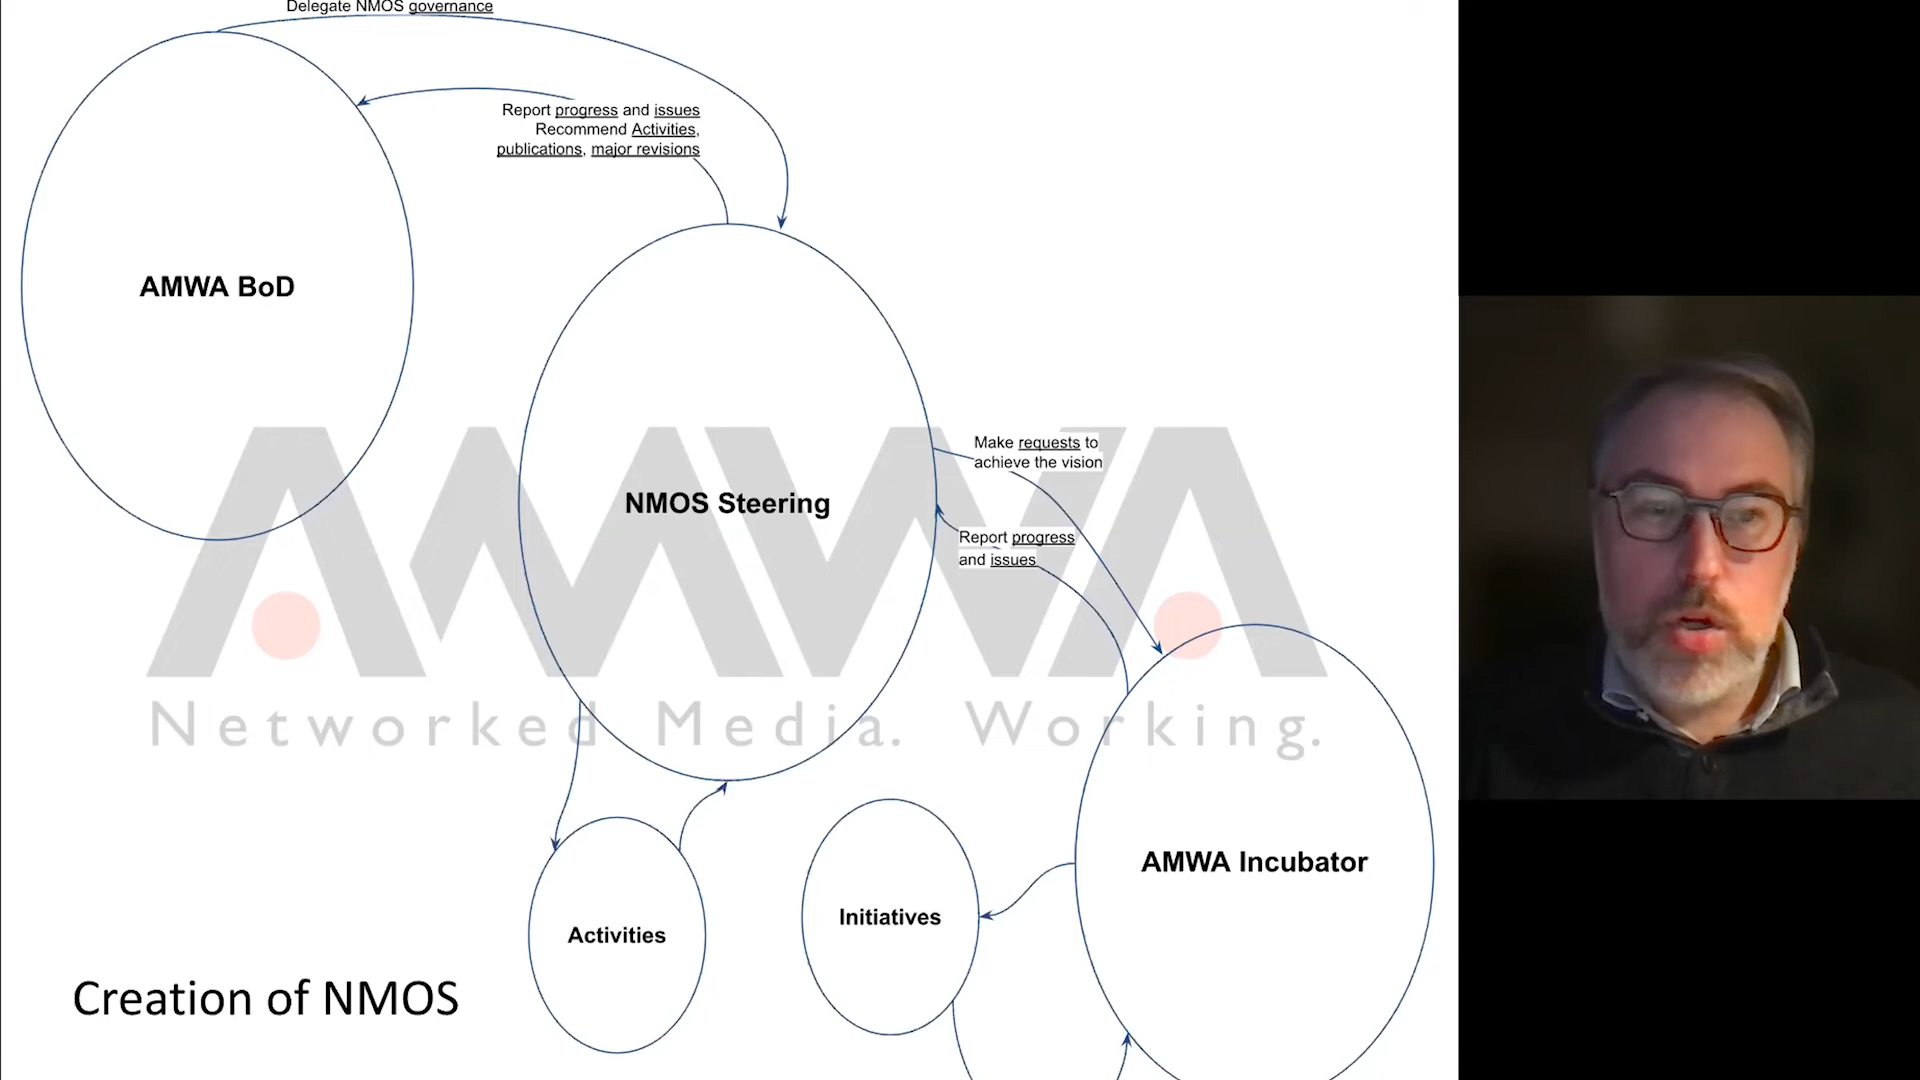 Delegate NMOS governance
Report progress and issues
Recommend Activities,
publications, major revisions
AMWA BoD
NMOS Steering
Make requests to
achieve the vision
Report progress
and issues
AMWA
Networked Media. Working.
AMWA Incubator
Initiatives
Activities
Creation of NMOS